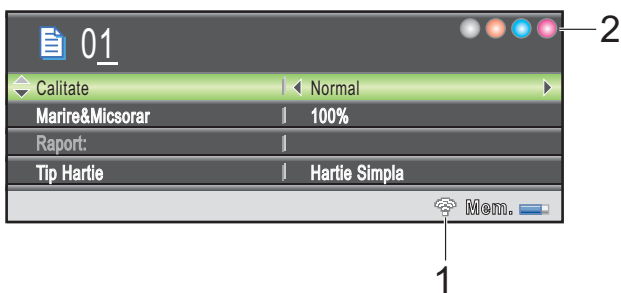 01
2
Calitate Normal
Marire&Micsorar 100%
Raport:
Tip Hartie Hartie Simpla
Mem.
1